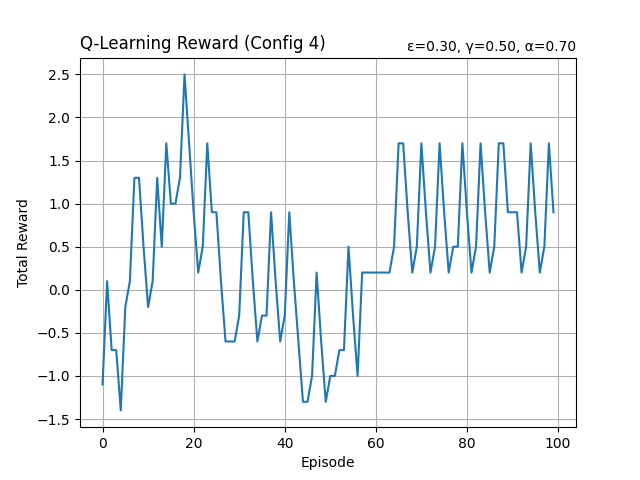 Q-Learning Reward (Config 4)
ε=0.30, γ=0.50, α=0.70
Total Reward
2.5
2.0
1.5
1.0
0.5
0.0
−0.5
−1.0
−1.5
0 20 40 60 80 100
Episode